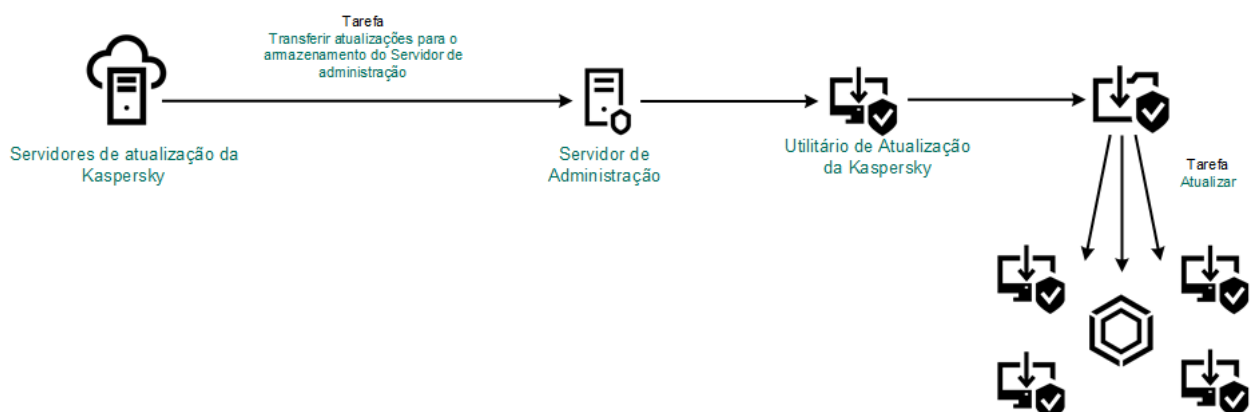 Tarefa
Transferir atualizações para o
armazenamento do Servidor de
administração
Servidores de atualização da
Kaspersky
Servidor de
Administração
Utilitário de Atualização
da Kaspersky
Tarefa
Atualizar